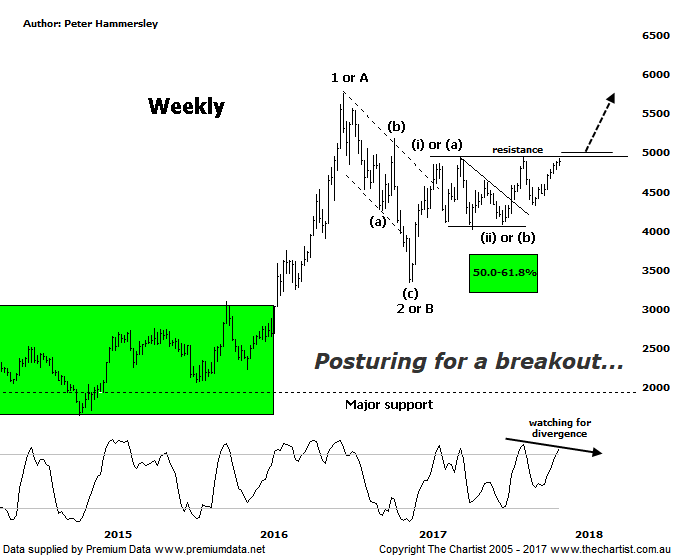 Author: Peter Hammersley
6500
6000
1 or A
Weekly
5500
(b)
(i) or (a)
resistance
5000
4500
(a)
(ii) or (b)
4000
50.0-61.8%
3500
(c)
2 or B
3000
2500
Posturing for a breakout...
2000
Major support
watching for
divergence
2015
2016
2017
2018
Data supplied by Premium Data www.premiumdata.net
Copyright The Chartist 2005 - 2017 www.thechartist.com.au